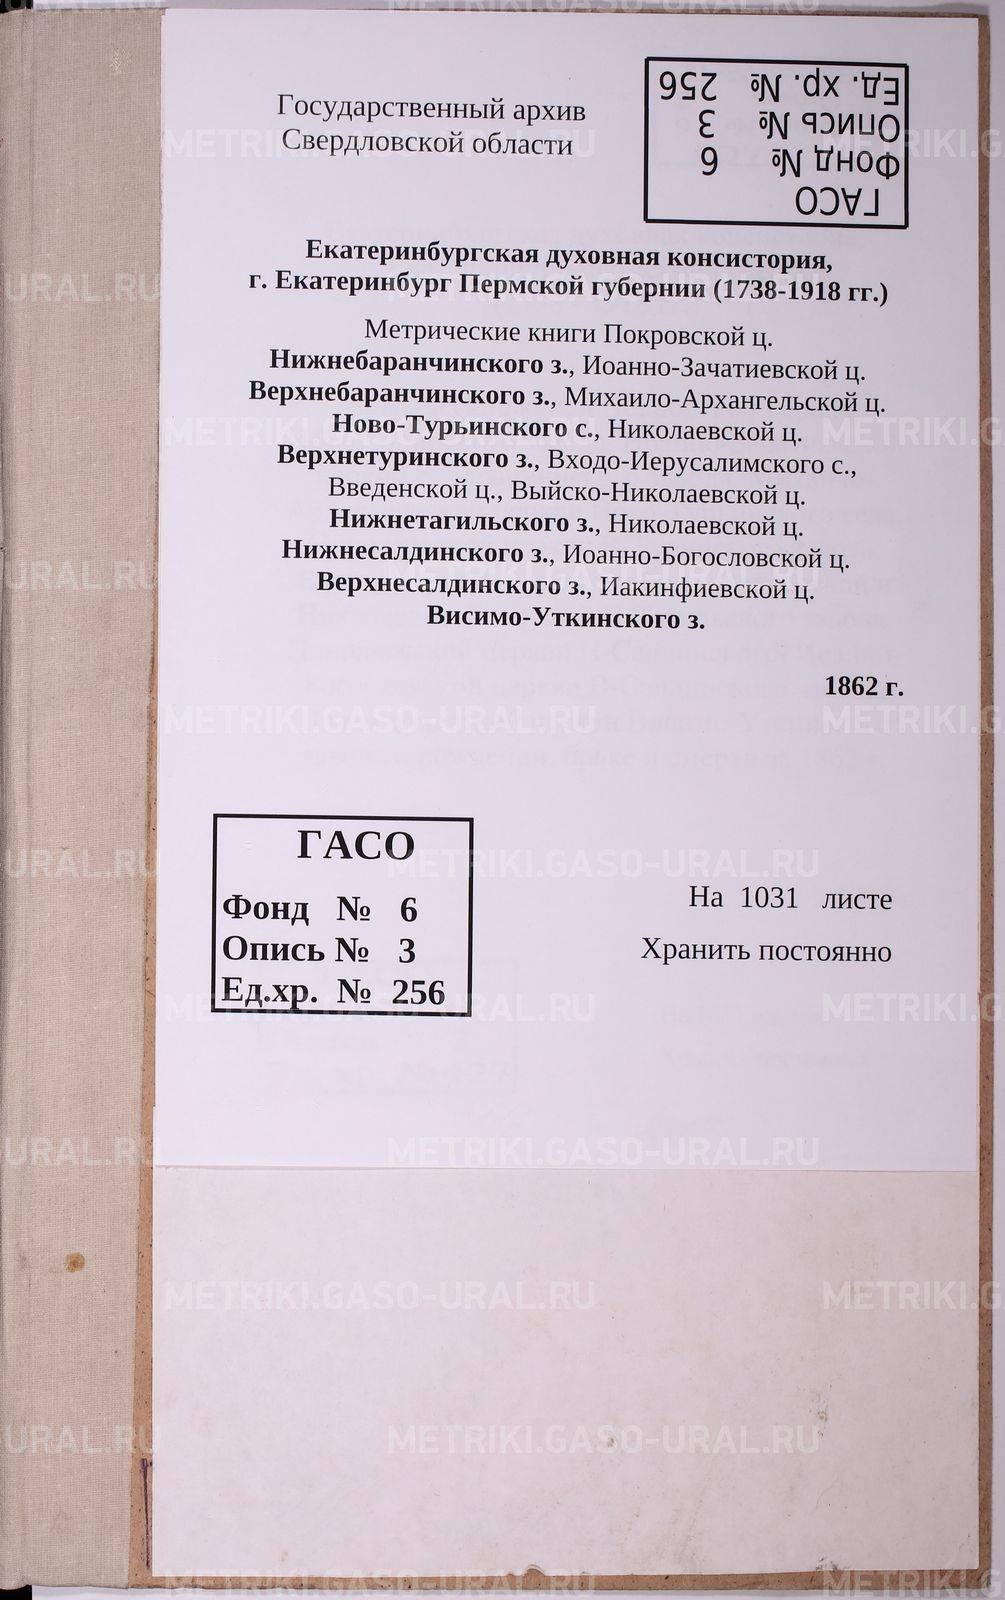 Государственный архив
Свердловской области
ГАСО
Фонд № 6
Опись № 3
Ед. хр. № 256
Екатеринбургская духовная консистория,
г. Екатеринбург Пермской губернии (1738-1918 гг.)
Метрические книги Покровской ц.
Нижнебаранчинского з., Иоанно-Зачатиевской ц.
Верхнебаранчинского з., Михаило-Архангельской ц.
Ново-Турьинского с., Николаевской ц.
Верхнетуринского з., Входо-Иерусалимского с.,
Введенской ц., Выйско-Николаевской ц.
Нижнетагильского з., Николаевской ц.
Нижнесалдинского з., Иоанно-Богословской ц.
Верхнесалдинского з., Иакинфиевской ц.
Висимо-Уткинского з.
1862 г.
ГАСО
Фонд № 6
Опись № 3
Ед.хр. № 256
На 1031 листе
Хранить постоянно
METRIKI.GASO-URAL.RU